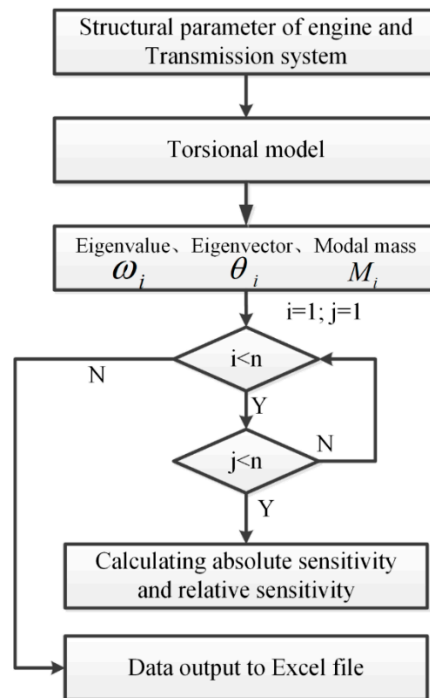 Structural parameter of engine and
Transmission system
Torsional model
Eigenvalue、Eigenvector、Modal mass
ω_i θ_i M_i
i=1; j=1
i<n
N
Y
j<n
N
Y
Calculating absolute sensitivity
and relative sensitivity
Data output to Excel file